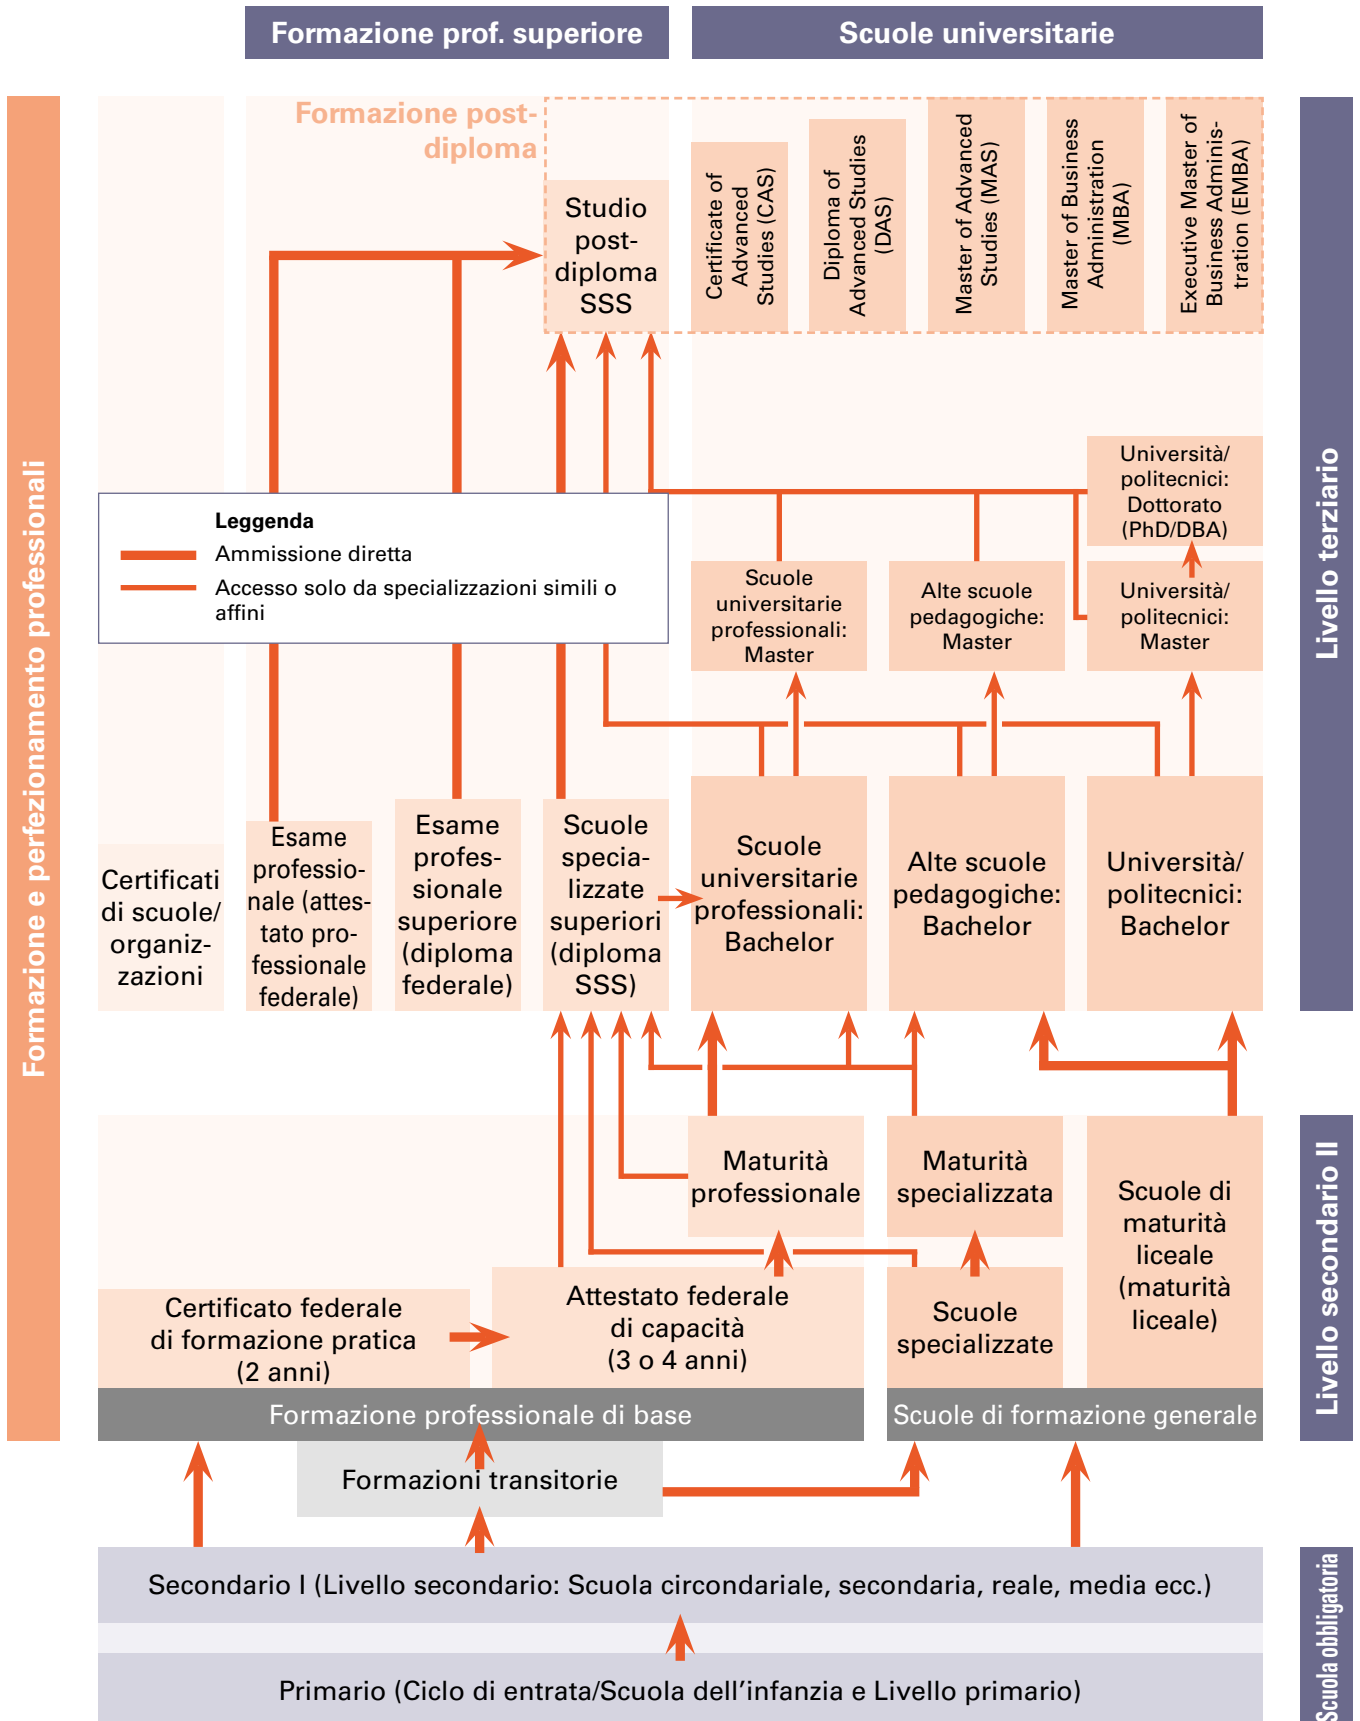 Formazione prof. superiore
Scuole universitarie
Formazione e perfezionamento professionali
Livello terziario
Livello secondario II
Scuola obbligatoria
Formazione post-
diploma
Studio
post-
diploma
SSS
Certificate of
Advanced
Studies (CAS)
Diploma of
Advanced Studies
(DAS)
Master of Advanced
Studies (MAS)
Master of Business
Administration
(MBA)
Executive Master of
Business Adminis-
tration (EMBA)
Università/
politecnici:
Dottorato
(PhD/DBA)
Leggenda
Ammissione diretta
Accesso solo da specializzazioni simili o
affini
Scuole
universitarie
professionali:
Master
Alte scuole
pedagogiche:
Master
Università/
politecnici:
Master
Certificati
di scuole/
organiz-
zazioni
Esame
professio-
nale (attes-
tato pro-
fessionale
federale)
Esame
profes-
sionale
superiore
(diploma
federale)
Scuole
specia-
lizzate
superiori
(diploma
SSS)
Scuole
universitarie
professionali:
Bachelor
Alte scuole
pedagogiche:
Bachelor
Università/
politecnici:
Bachelor
Maturità
professionale
Maturità
specializzata
Scuole di
maturità
liceale
(maturità
liceale)
Certificato federale
di formazione pratica
(2 anni)
Attestato federale
di capacità
(3 o 4 anni)
Scuole
specializzate
Formazione professionale di base
Scuole di formazione generale
Formazioni transitorie
Secondario I (Livello secondario: Scuola circondariale, secondaria, reale, media ecc.)
Primario (Ciclo di entrata/Scuola dell’infanzia e Livello primario)